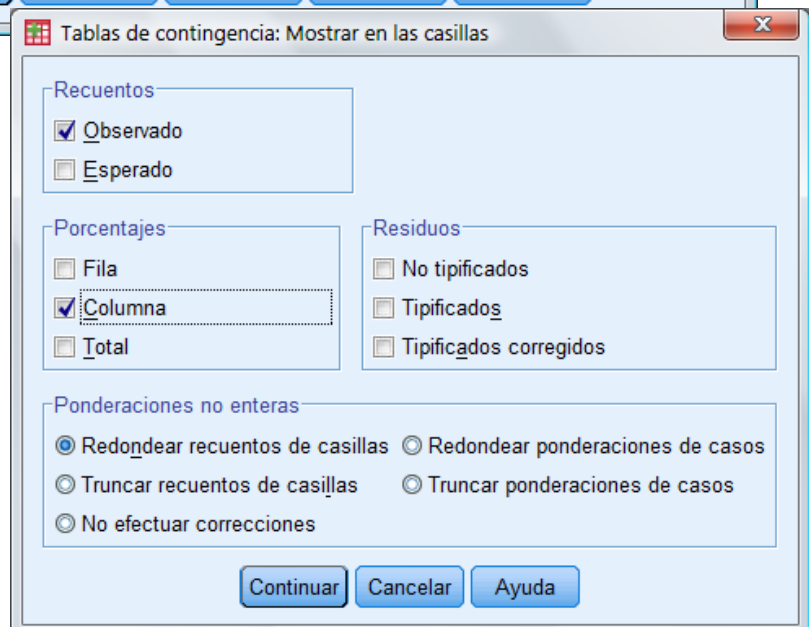 Tablas de contingencia: Mostrar en las casillas
Recuentos
Observado
Esperado
Porcentajes
Fila
Columna
Total
Residuos
No tipificados
Tipificados
Tipificados corregidos
Ponderaciones no enteras
Redondear recuentos de casillas Redondear ponderaciones de casos
Truncar recuentos de casillas Truncar ponderaciones de casos
No efectuar correcciones
Continuar Cancelar Ayuda